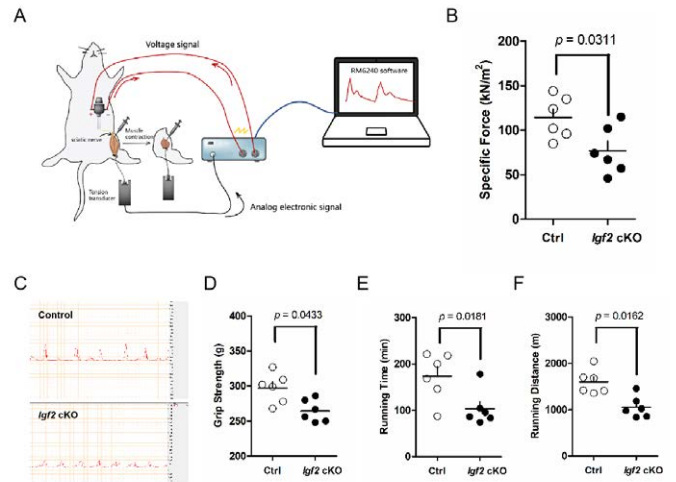 A
Voltage signal
RM6240 software
sciatic nerve
Muscle
contraction
Tension
transducer
Analog electronic signal
B
p = 0.0311
Specific Force (kN/m²)
200
150
100
50
0
Ctrl
Igf2 cKO
C
Control
Igf2 cKO
D
p = 0.0433
Grip Strength (g)
400
350
300
250
200
Ctrl
Igf2 cKO
E
p = 0.0181
Running Time (min)
300
200
100
0
Ctrl
Igf2 cKO
F
p = 0.0162
Running Distance (m)
3000
2000
1000
0
Ctrl
Igf2 cKO